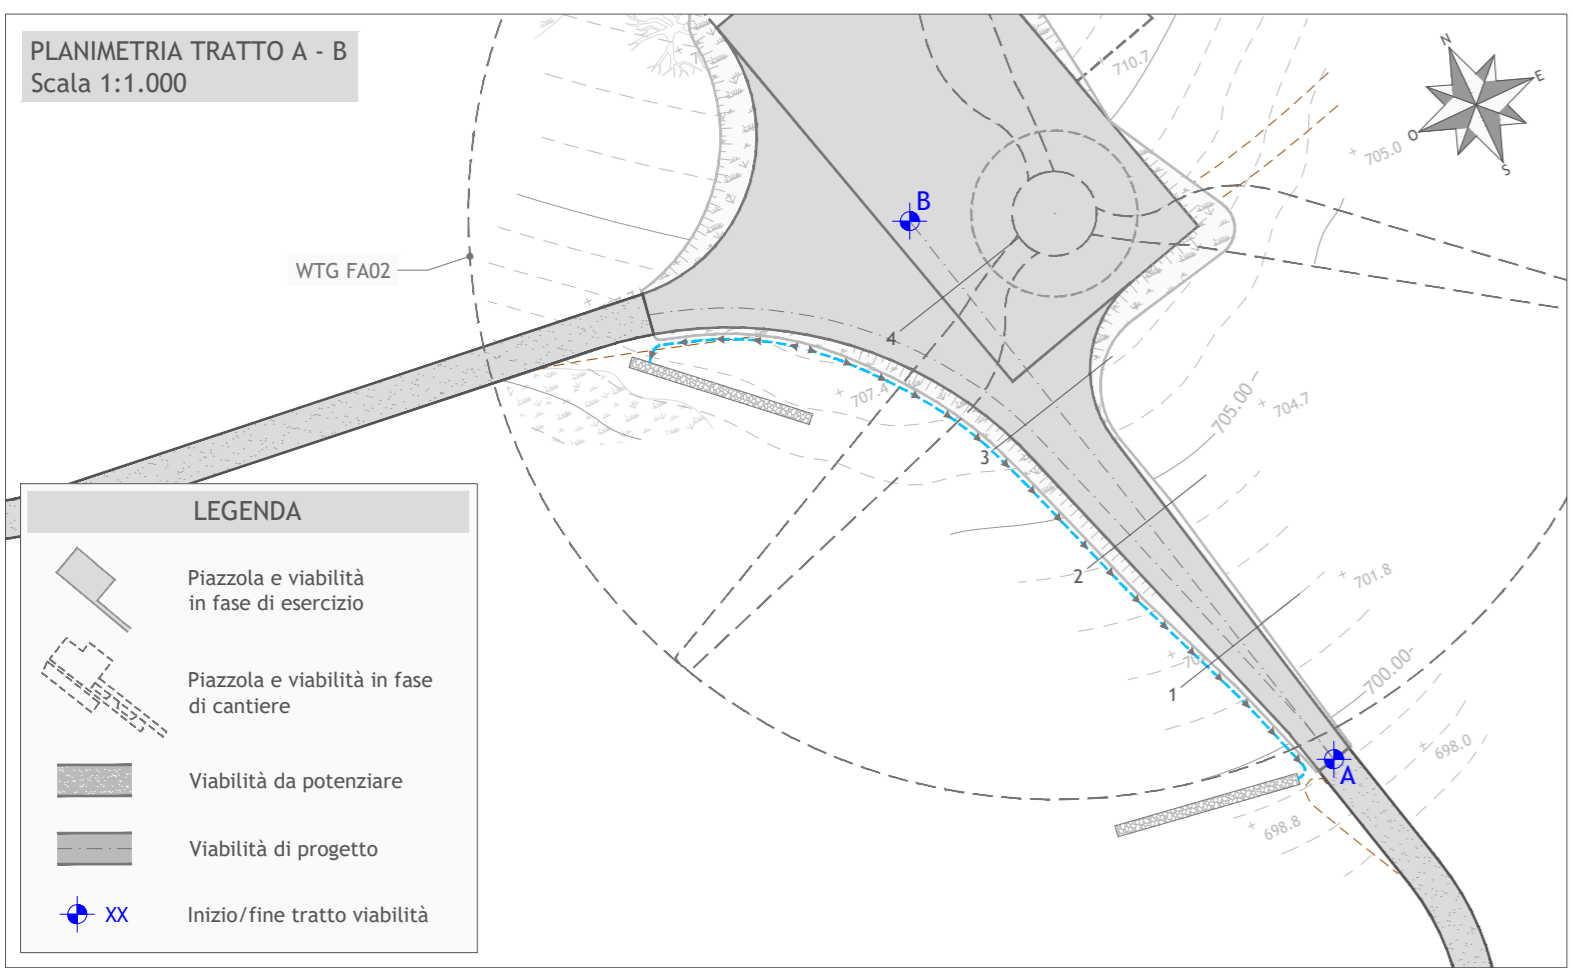 PLANIMETRIA TRATTO A - B
Scala 1:1.000
N
E
O
S
710.7
705.0
B
WTG FA02
4
707.4
705.00
704.7
3
2
701.8
1
700.00
698.0
A
698.8
LEGENDA
Piazzola e viabilità
in fase di esercizio
Piazzola e viabilità in fase
di cantiere
Viabilità da potenziare
Viabilità di progetto
XX
Inizio/fine tratto viabilità